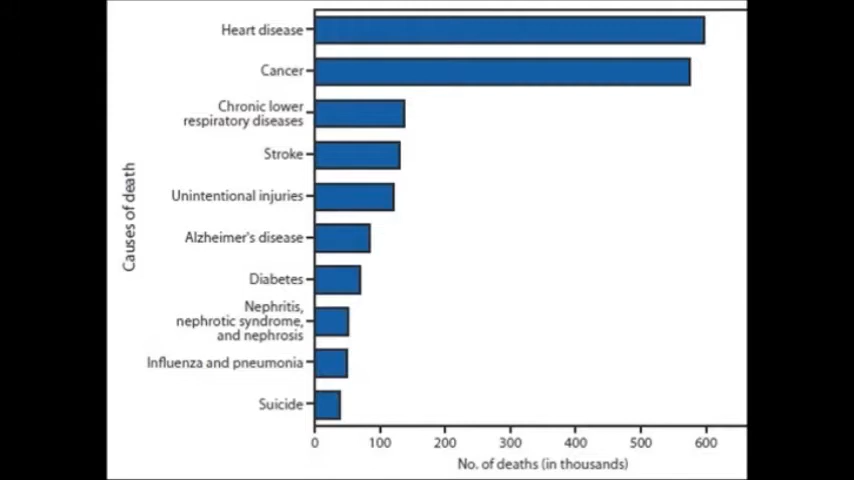 Heart disease
Cancer
Chronic lower
respiratory diseases
Stroke
Unintentional injuries
Alzheimer's disease
Diabetes
Nephritis,
nephrotic syndrome,
and nephrosis
Influenza and pneumonia
Suicide
Causes of death
0 100 200 300 400 500 600
No. of deaths (in thousands)